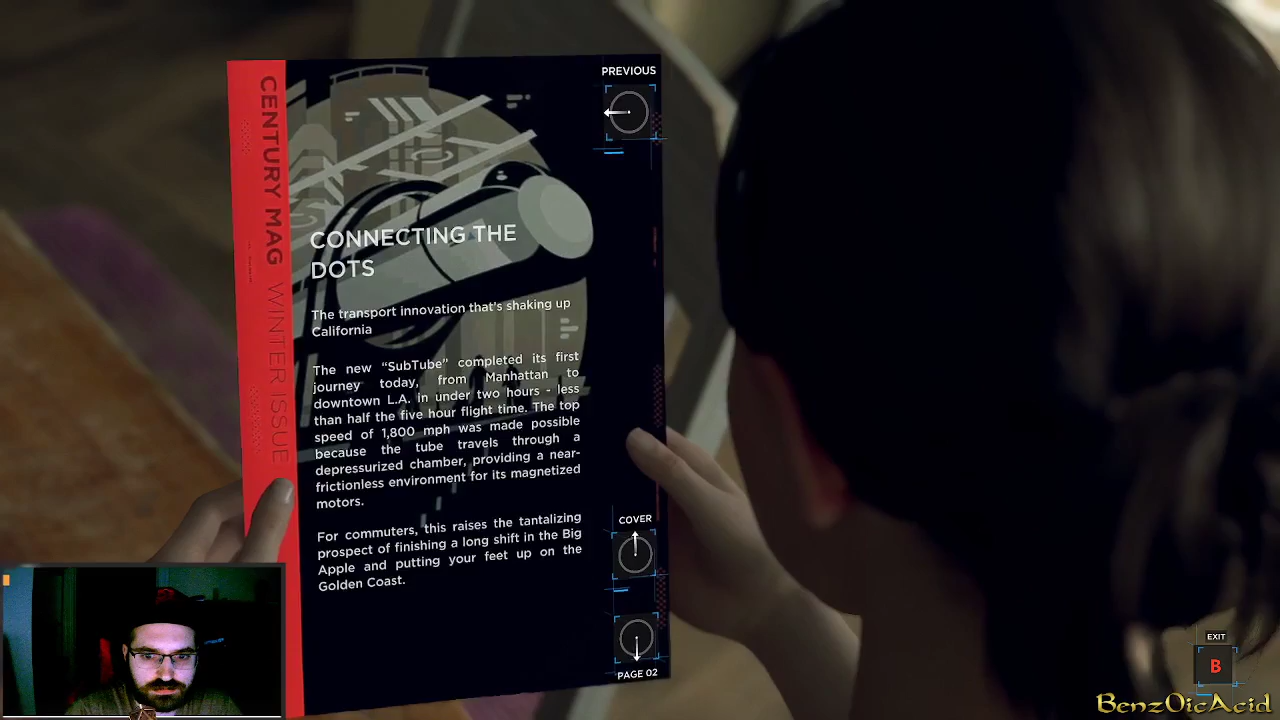 PREVIOUS
CENTURY MAG WINTER ISSUE
CONNECTING THE
DOTS
The transport innovation that's shaking up
California
The new "SubTube" completed its first
journey today, from Manhattan to
downtown L.A. in under two hours - less
than half the five hour flight time. The top
speed of 1,800 mph was made possible
because the tube travels through a
depressurized chamber, providing a near-
frictionless environment for its magnetized
motors.
For commuters, this raises the tantalizing
prospect of finishing a long shift in the Big
Apple and putting your feet up on the
Golden Coast.
COVER
PAGE 02
EXIT
B
Benz0icAcid